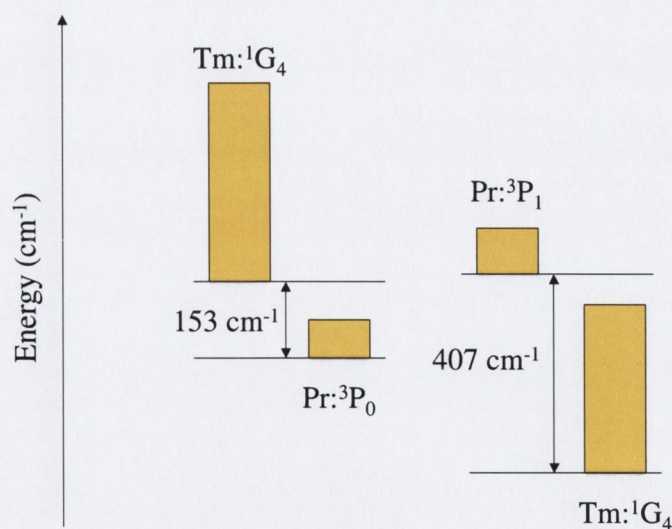 Energy (cm⁻¹)
Tm:¹G₄
153 cm⁻¹
Pr:³P₀
Pr:³P₁
407 cm⁻¹
Tm:¹G₄